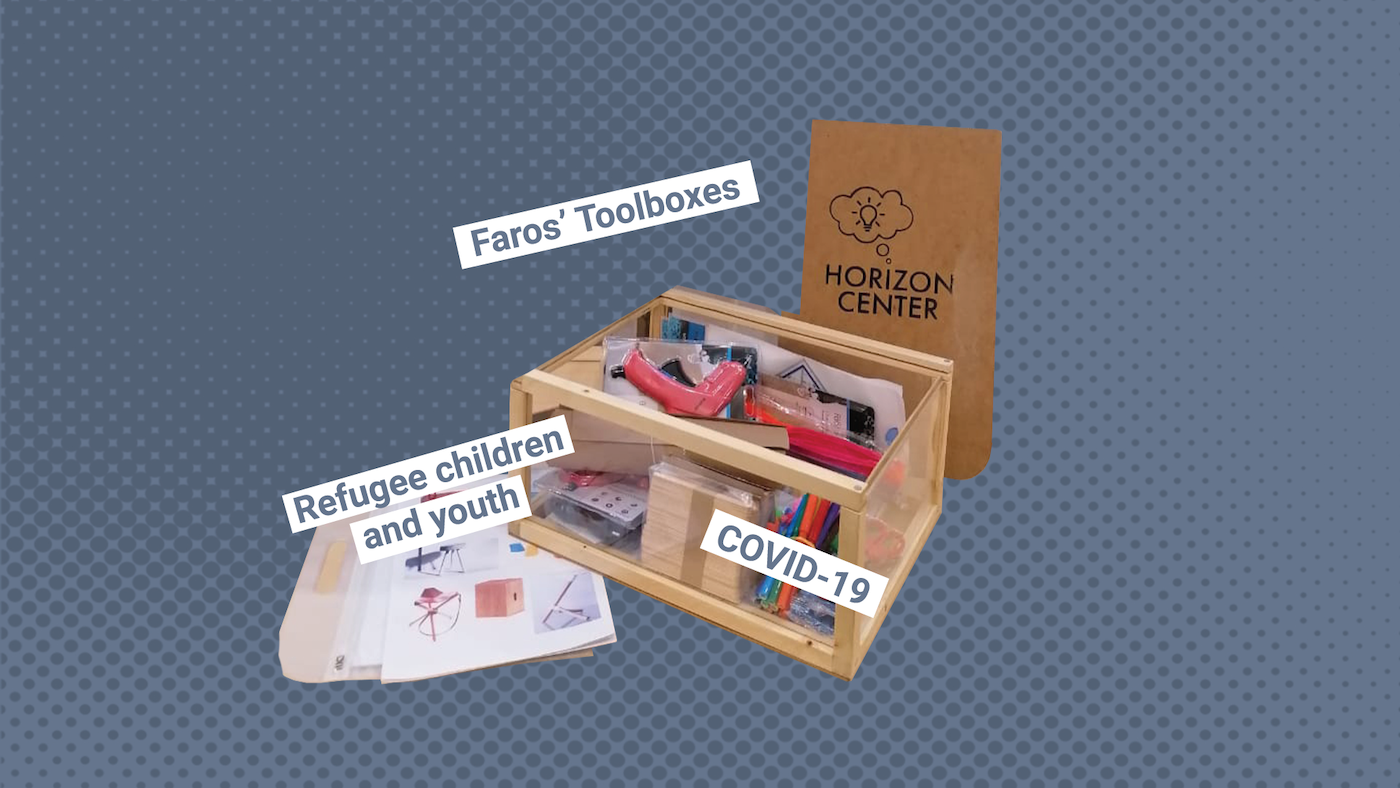 Faros’ Toolboxes
HORIZON
CENTER
Refugee children
and youth
COVID-19